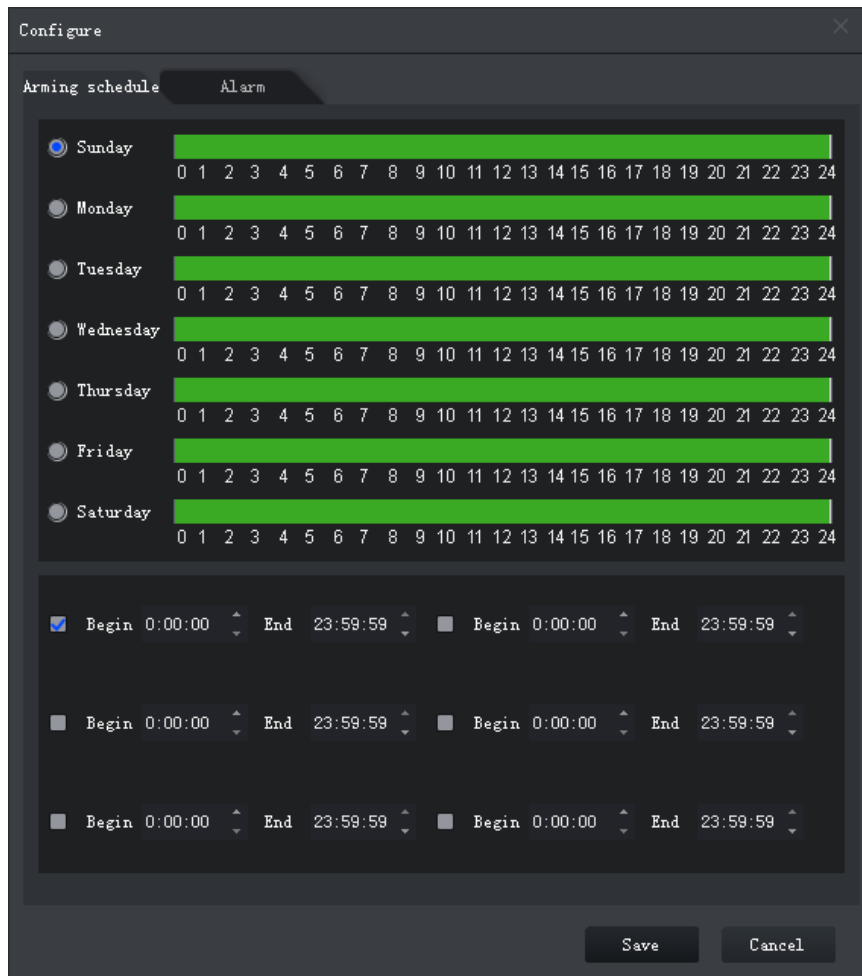 Configure
Arming schedule Alarm
Sunday
0 1 2 3 4 5 6 7 8 9 10 11 12 13 14 15 16 17 18 19 20 21 22 23 24
Monday
0 1 2 3 4 5 6 7 8 9 10 11 12 13 14 15 16 17 18 19 20 21 22 23 24
Tuesday
0 1 2 3 4 5 6 7 8 9 10 11 12 13 14 15 16 17 18 19 20 21 22 23 24
Wednesday
0 1 2 3 4 5 6 7 8 9 10 11 12 13 14 15 16 17 18 19 20 21 22 23 24
Thursday
0 1 2 3 4 5 6 7 8 9 10 11 12 13 14 15 16 17 18 19 20 21 22 23 24
Friday
0 1 2 3 4 5 6 7 8 9 10 11 12 13 14 15 16 17 18 19 20 21 22 23 24
Saturday
0 1 2 3 4 5 6 7 8 9 10 11 12 13 14 15 16 17 18 19 20 21 22 23 24
Begin 0:00:00 End 23:59:59 Begin 0:00:00 End 23:59:59
Begin 0:00:00 End 23:59:59 Begin 0:00:00 End 23:59:59
Begin 0:00:00 End 23:59:59 Begin 0:00:00 End 23:59:59
Save Cancel